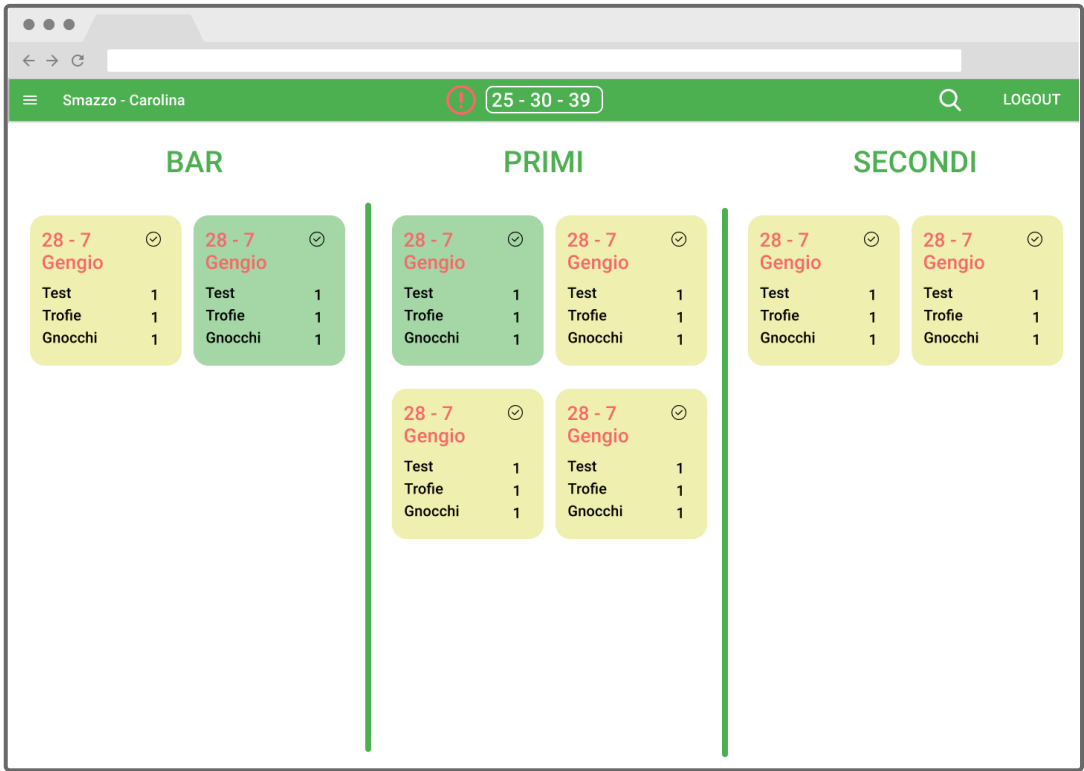 Smazzo - Carolina
25 - 30 - 39
LOGOUT
BAR
PRIMI
SECONDI
28 - 7
Gengio
Test 1
Trofie 1
Gnocchi 1
28 - 7
Gengio
Test 1
Trofie 1
Gnocchi 1
28 - 7
Gengio
Test 1
Trofie 1
Gnocchi 1
28 - 7
Gengio
Test 1
Trofie 1
Gnocchi 1
28 - 7
Gengio
Test 1
Trofie 1
Gnocchi 1
28 - 7
Gengio
Test 1
Trofie 1
Gnocchi 1
28 - 7
Gengio
Test 1
Trofie 1
Gnocchi 1
28 - 7
Gengio
Test 1
Trofie 1
Gnocchi 1